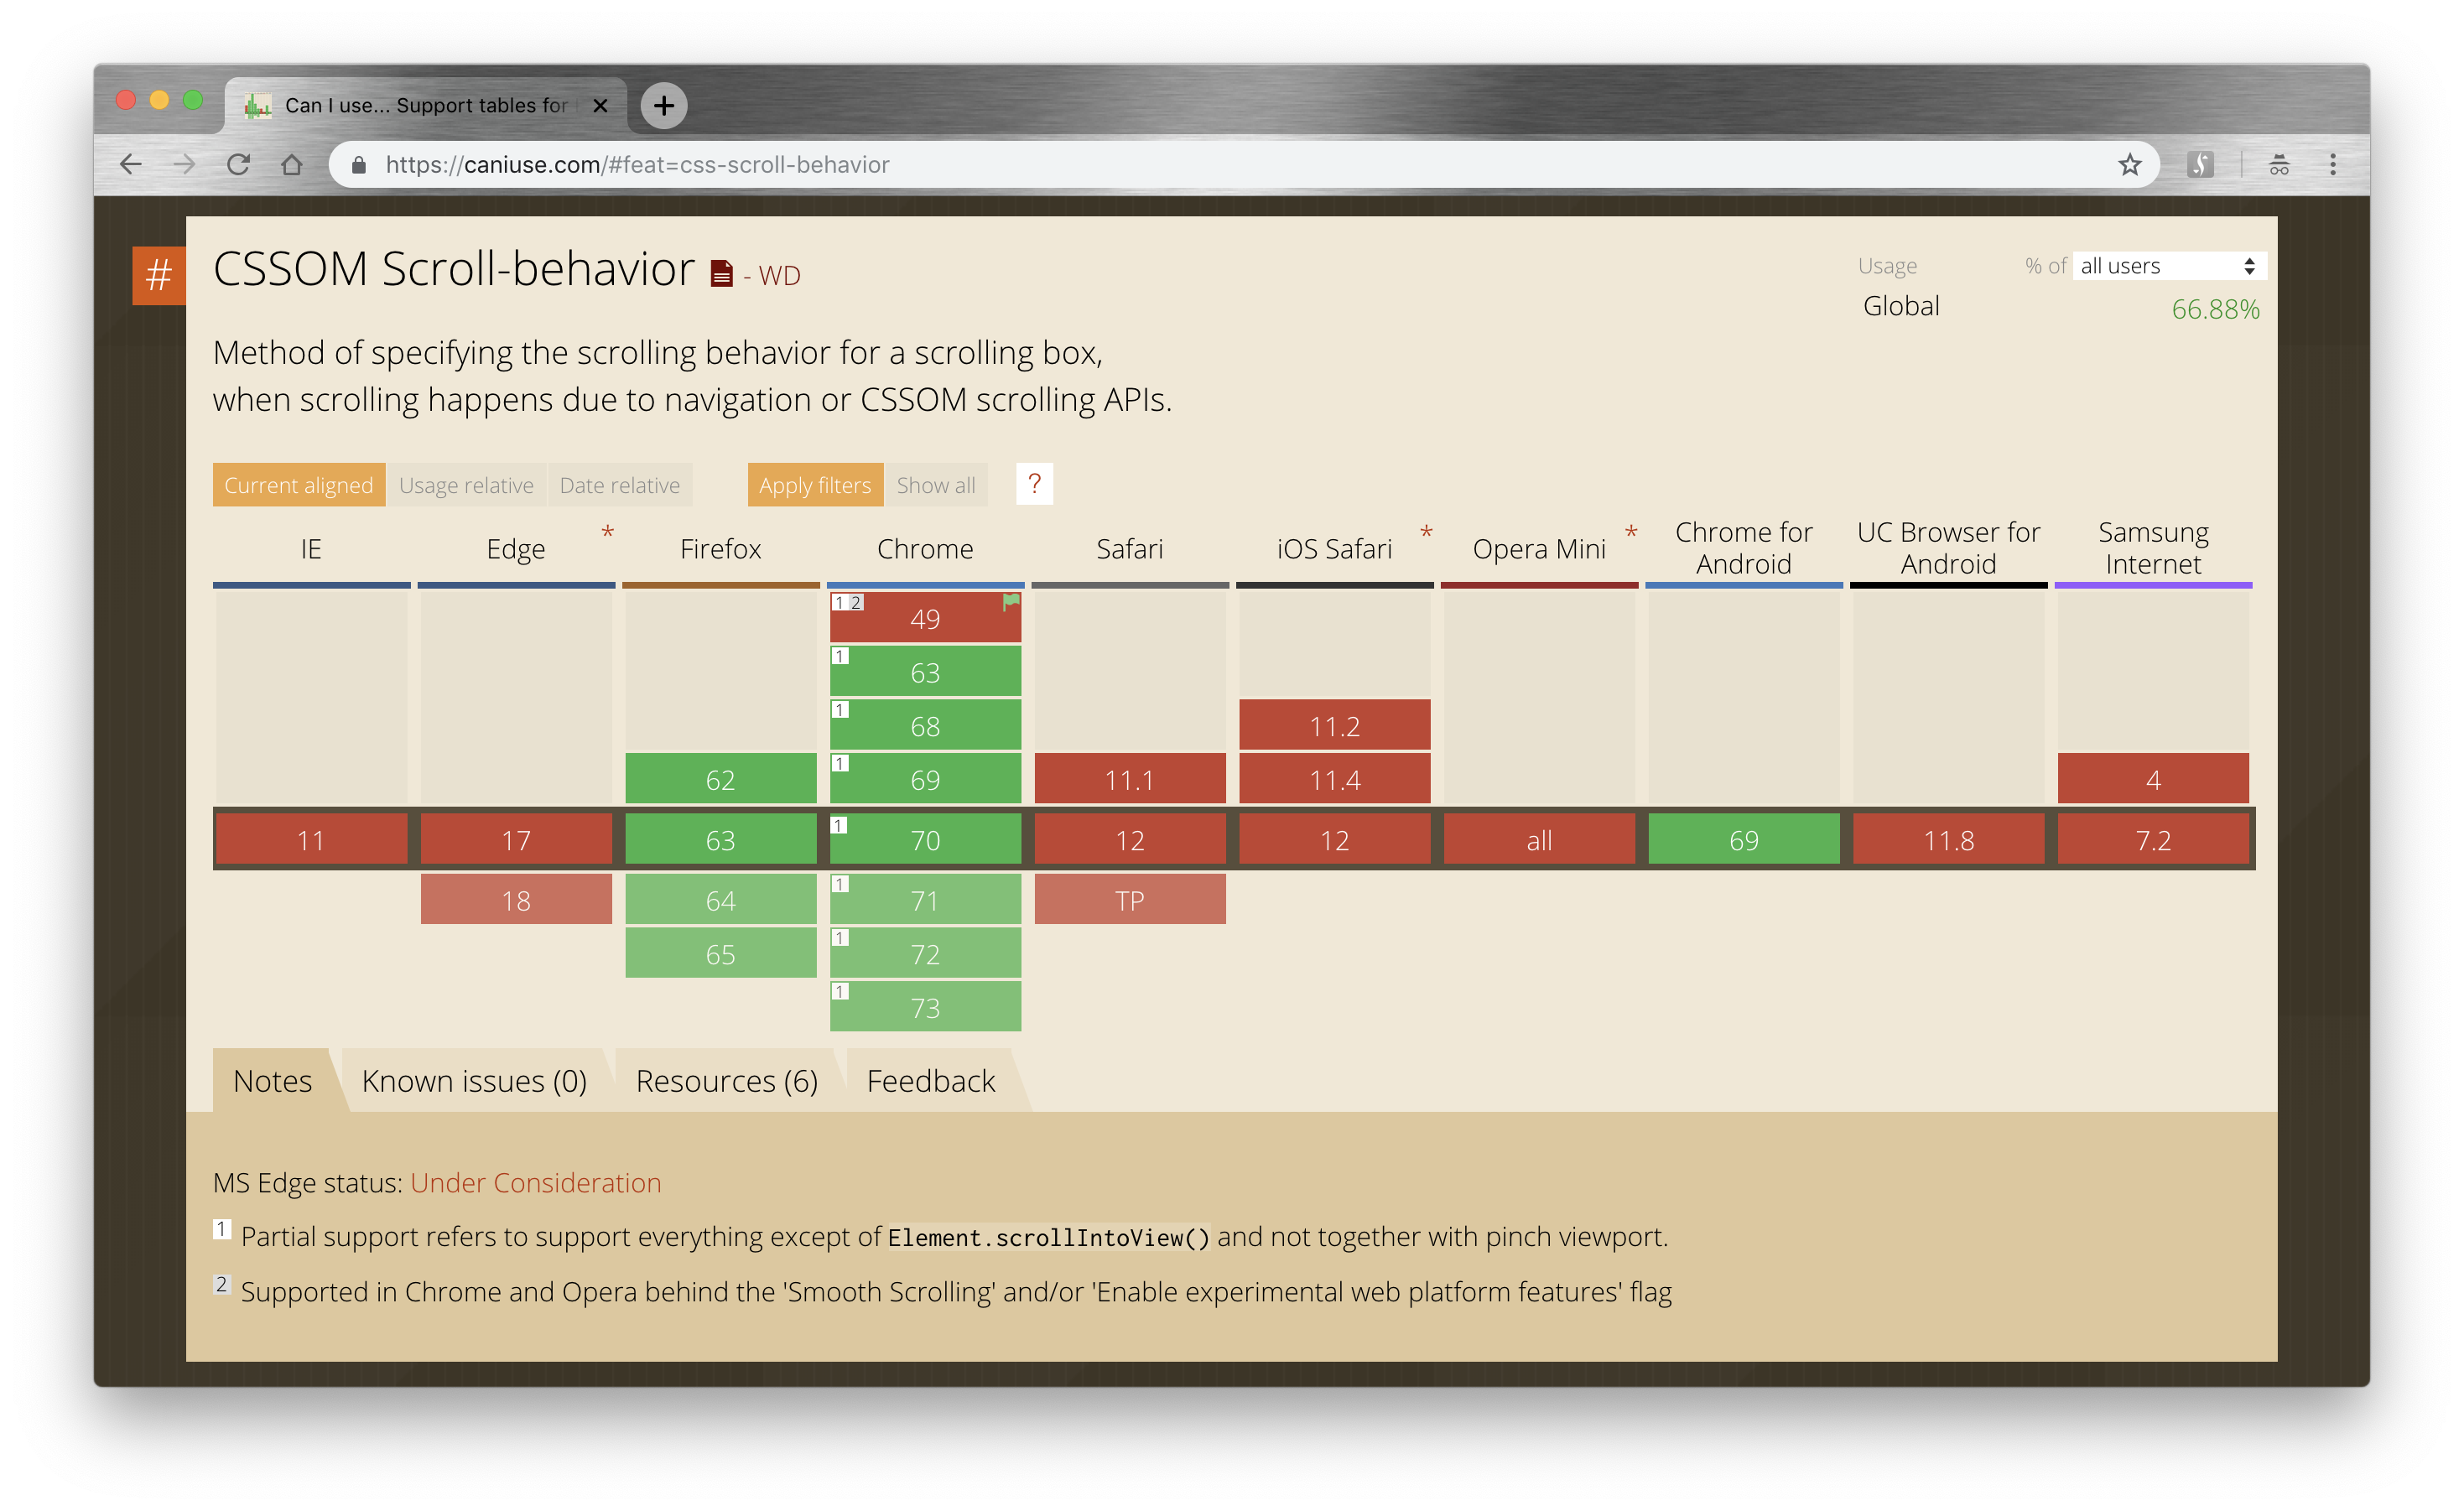 Can I use... Support tables for
https://caniuse.com/#feat=css-scroll-behavior
#
CSSOM Scroll-behavior - WD
Usage % of all users
Global 66.88%
Method of specifying the scrolling behavior for a scrolling box,
when scrolling happens due to navigation or CSSOM scrolling APIs.
Current aligned Usage relative Date relative Apply filters Show all ?
IE Edge * Firefox Chrome Safari iOS Safari * Opera Mini * Chrome for Android UC Browser for Android Samsung Internet
1 2 49
1 63
1 68 11.2
62 1 69 11.1 11.4 4
11 17 63 1 70 12 12 all 69 11.8 7.2
18 64 1 71 TP
65 1 72
1 73
Notes Known issues (0) Resources (6) Feedback
MS Edge status: Under Consideration
1 Partial support refers to support everything except of Element.scrollIntoView() and not together with pinch viewport.
2 Supported in Chrome and Opera behind the 'Smooth Scrolling' and/or 'Enable experimental web platform features' flag